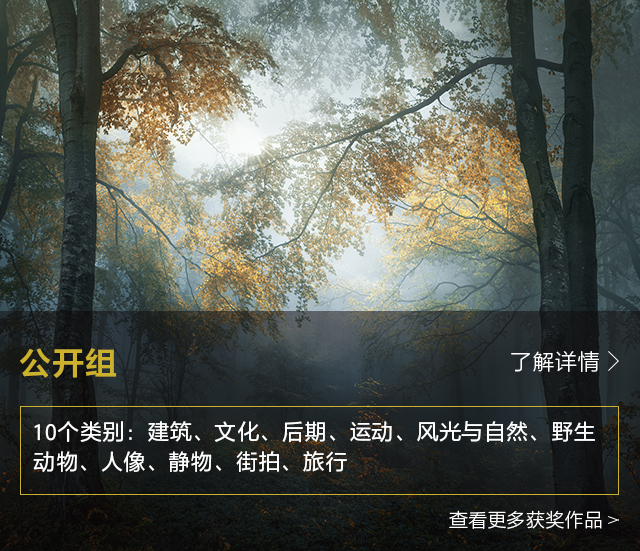 公开组
了解详情 >
10个类别：建筑、文化、后期、运动、风光与自然、野生
动物、人像、静物、街拍、旅行
查看更多获奖作品 >